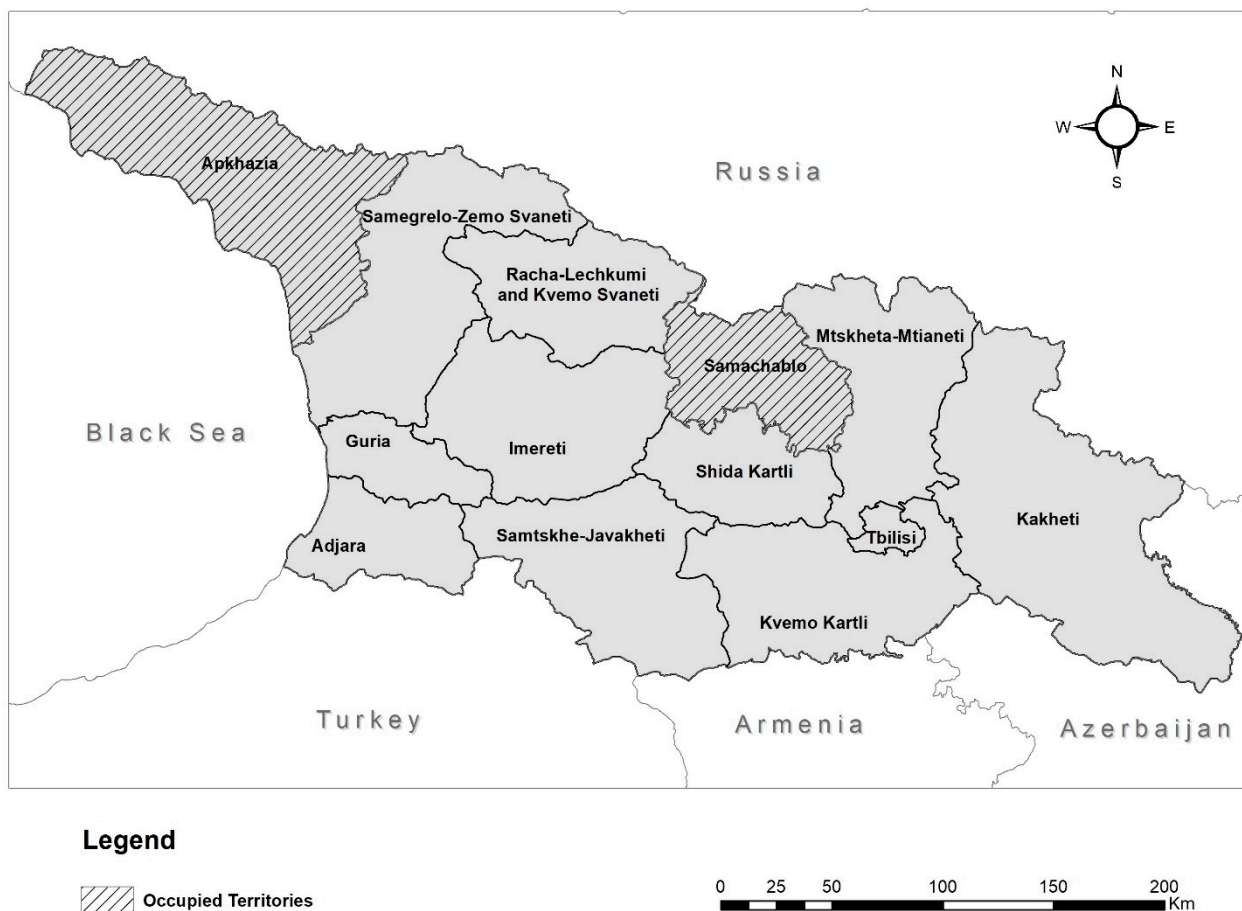 N
W E
S
Russia
Apkhazia
Samegrelo-Zemo Svaneti
Racha-Lechkumi
and Kvemo Svaneti
Mtskheta-Mtianeti
Samachablo
Black Sea
Guria
Imereti
Shida Kartli
Kakheti
Adjara
Samtskhe-Javakheti
Tbilisi
Kvemo Kartli
Turkey
Armenia
Azerbaijan
Legend
Occupied Territories
0 25 50 100 150 200
Km